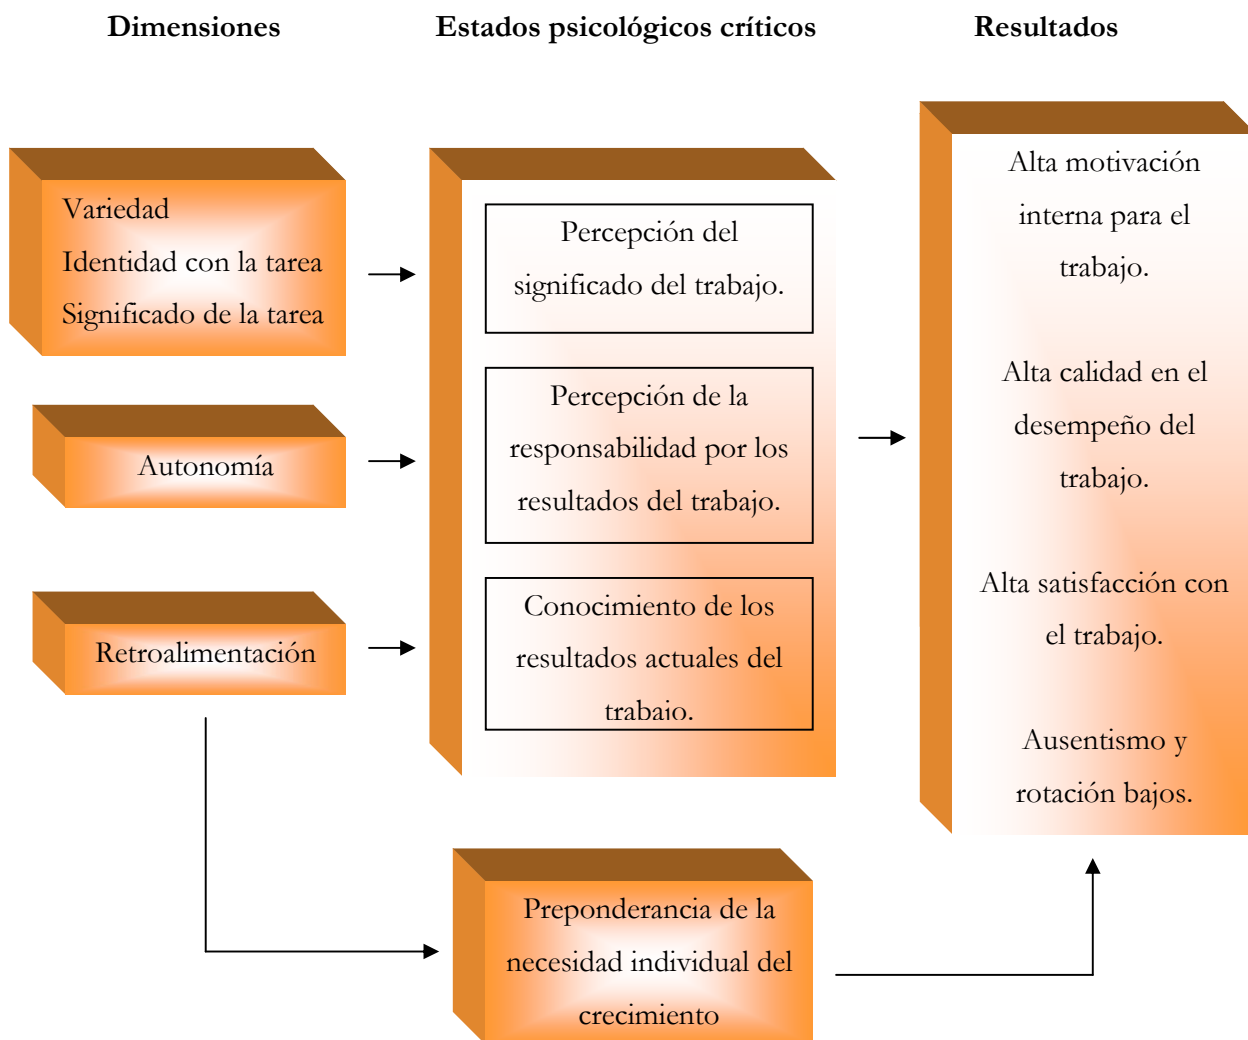 Dimensiones
Estados psicológicos críticos
Resultados
Variedad
Identidad con la tarea
Significado de la tarea
Autonomía
Retroalimentación
Percepción del
significado del trabajo.
Percepción de la
responsabilidad por los
resultados del trabajo.
Conocimiento de los
resultados actuales del
trabajo.
Alta motivación
interna para el
trabajo.
Alta calidad en el
desempeño del
trabajo.
Alta satisfacción con
el trabajo.
Ausentismo y
rotación bajos.
Preponderancia de la
necesidad individual del
crecimiento